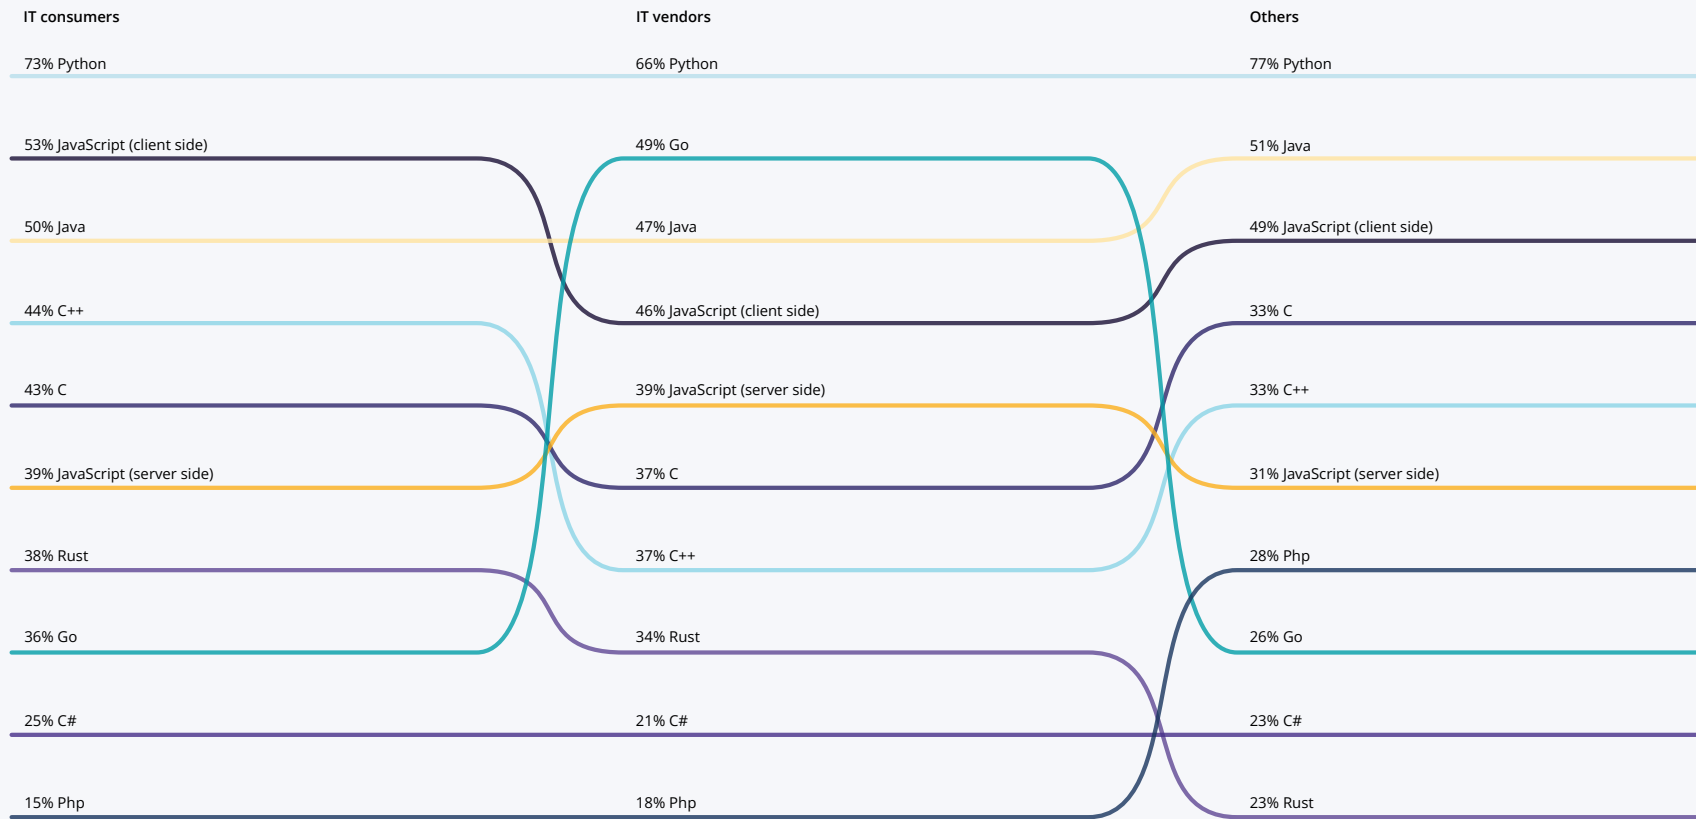 IT consumers
IT vendors
Others
73% Python
66% Python
77% Python
53% JavaScript (client side)
49% Go
51% Java
50% Java
47% Java
49% JavaScript (client side)
44% C++
46% JavaScript (client side)
33% C
43% C
39% JavaScript (server side)
33% C++
39% JavaScript (server side)
37% C
31% JavaScript (server side)
38% Rust
37% C++
28% Php
36% Go
34% Rust
26% Go
25% C#
21% C#
23% C#
15% Php
18% Php
23% Rust